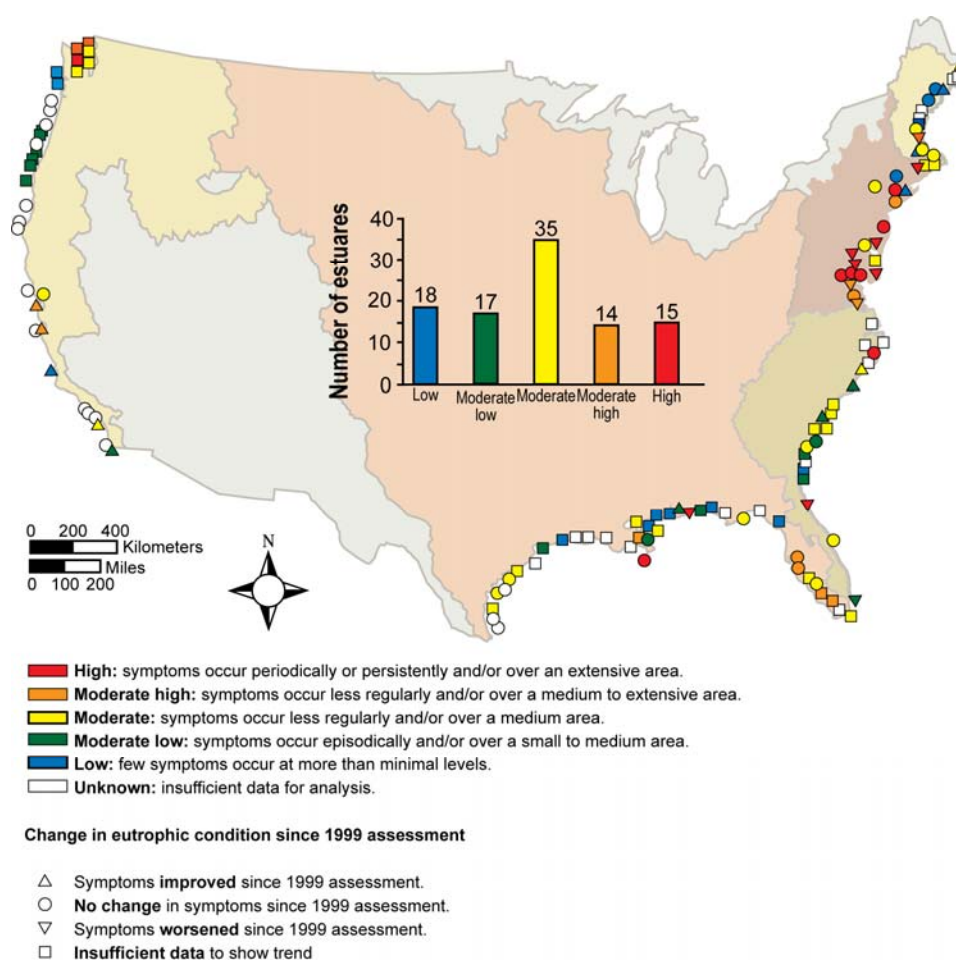 Number of estuares
40
30
20
10
0
18
17
35
14
15
Low
Moderate
low
Moderate
Moderate
high
High
0 200 400
Kilometers
Miles
0 100 200
N
High: symptoms occur periodically or persistently and/or over an extensive area.
Moderate high: symptoms occur less regularly and/or over a medium to extensive area.
Moderate: symptoms occur less regularly and/or over a medium area.
Moderate low: symptoms occur episodically and/or over a small to medium area.
Low: few symptoms occur at more than minimal levels.
Unknown: insufficient data for analysis.
Change in eutrophic condition since 1999 assessment
Symptoms improved since 1999 assessment.
No change in symptoms since 1999 assessment.
Symptoms worsened since 1999 assessment.
Insufficient data to show trend